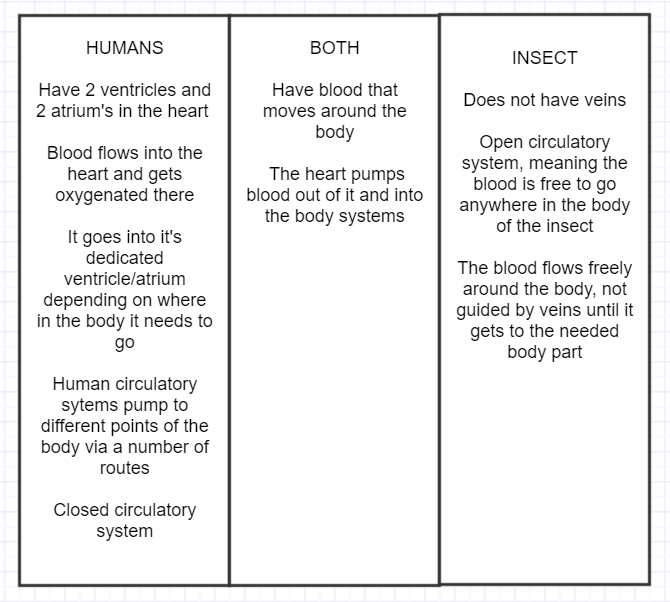 HUMANS
Have 2 ventricles and
2 atrium's in the heart
Blood flows into the
heart and gets
oxygenated there
It goes into it's
dedicated
ventricle/atrium
depending on where
in the body it needs to
go
Human circulatory
sytems pump to
different points of the
body via a number of
routes
Closed circulatory
system
BOTH
Have blood that
moves around the
body
The heart pumps
blood out of it and into
the body systems
INSECT
Does not have veins
Open circulatory
system, meaning the
blood is free to go
anywhere in the body
of the insect
The blood flows freely
around the body, not
guided by veins until it
gets to the needed
body part